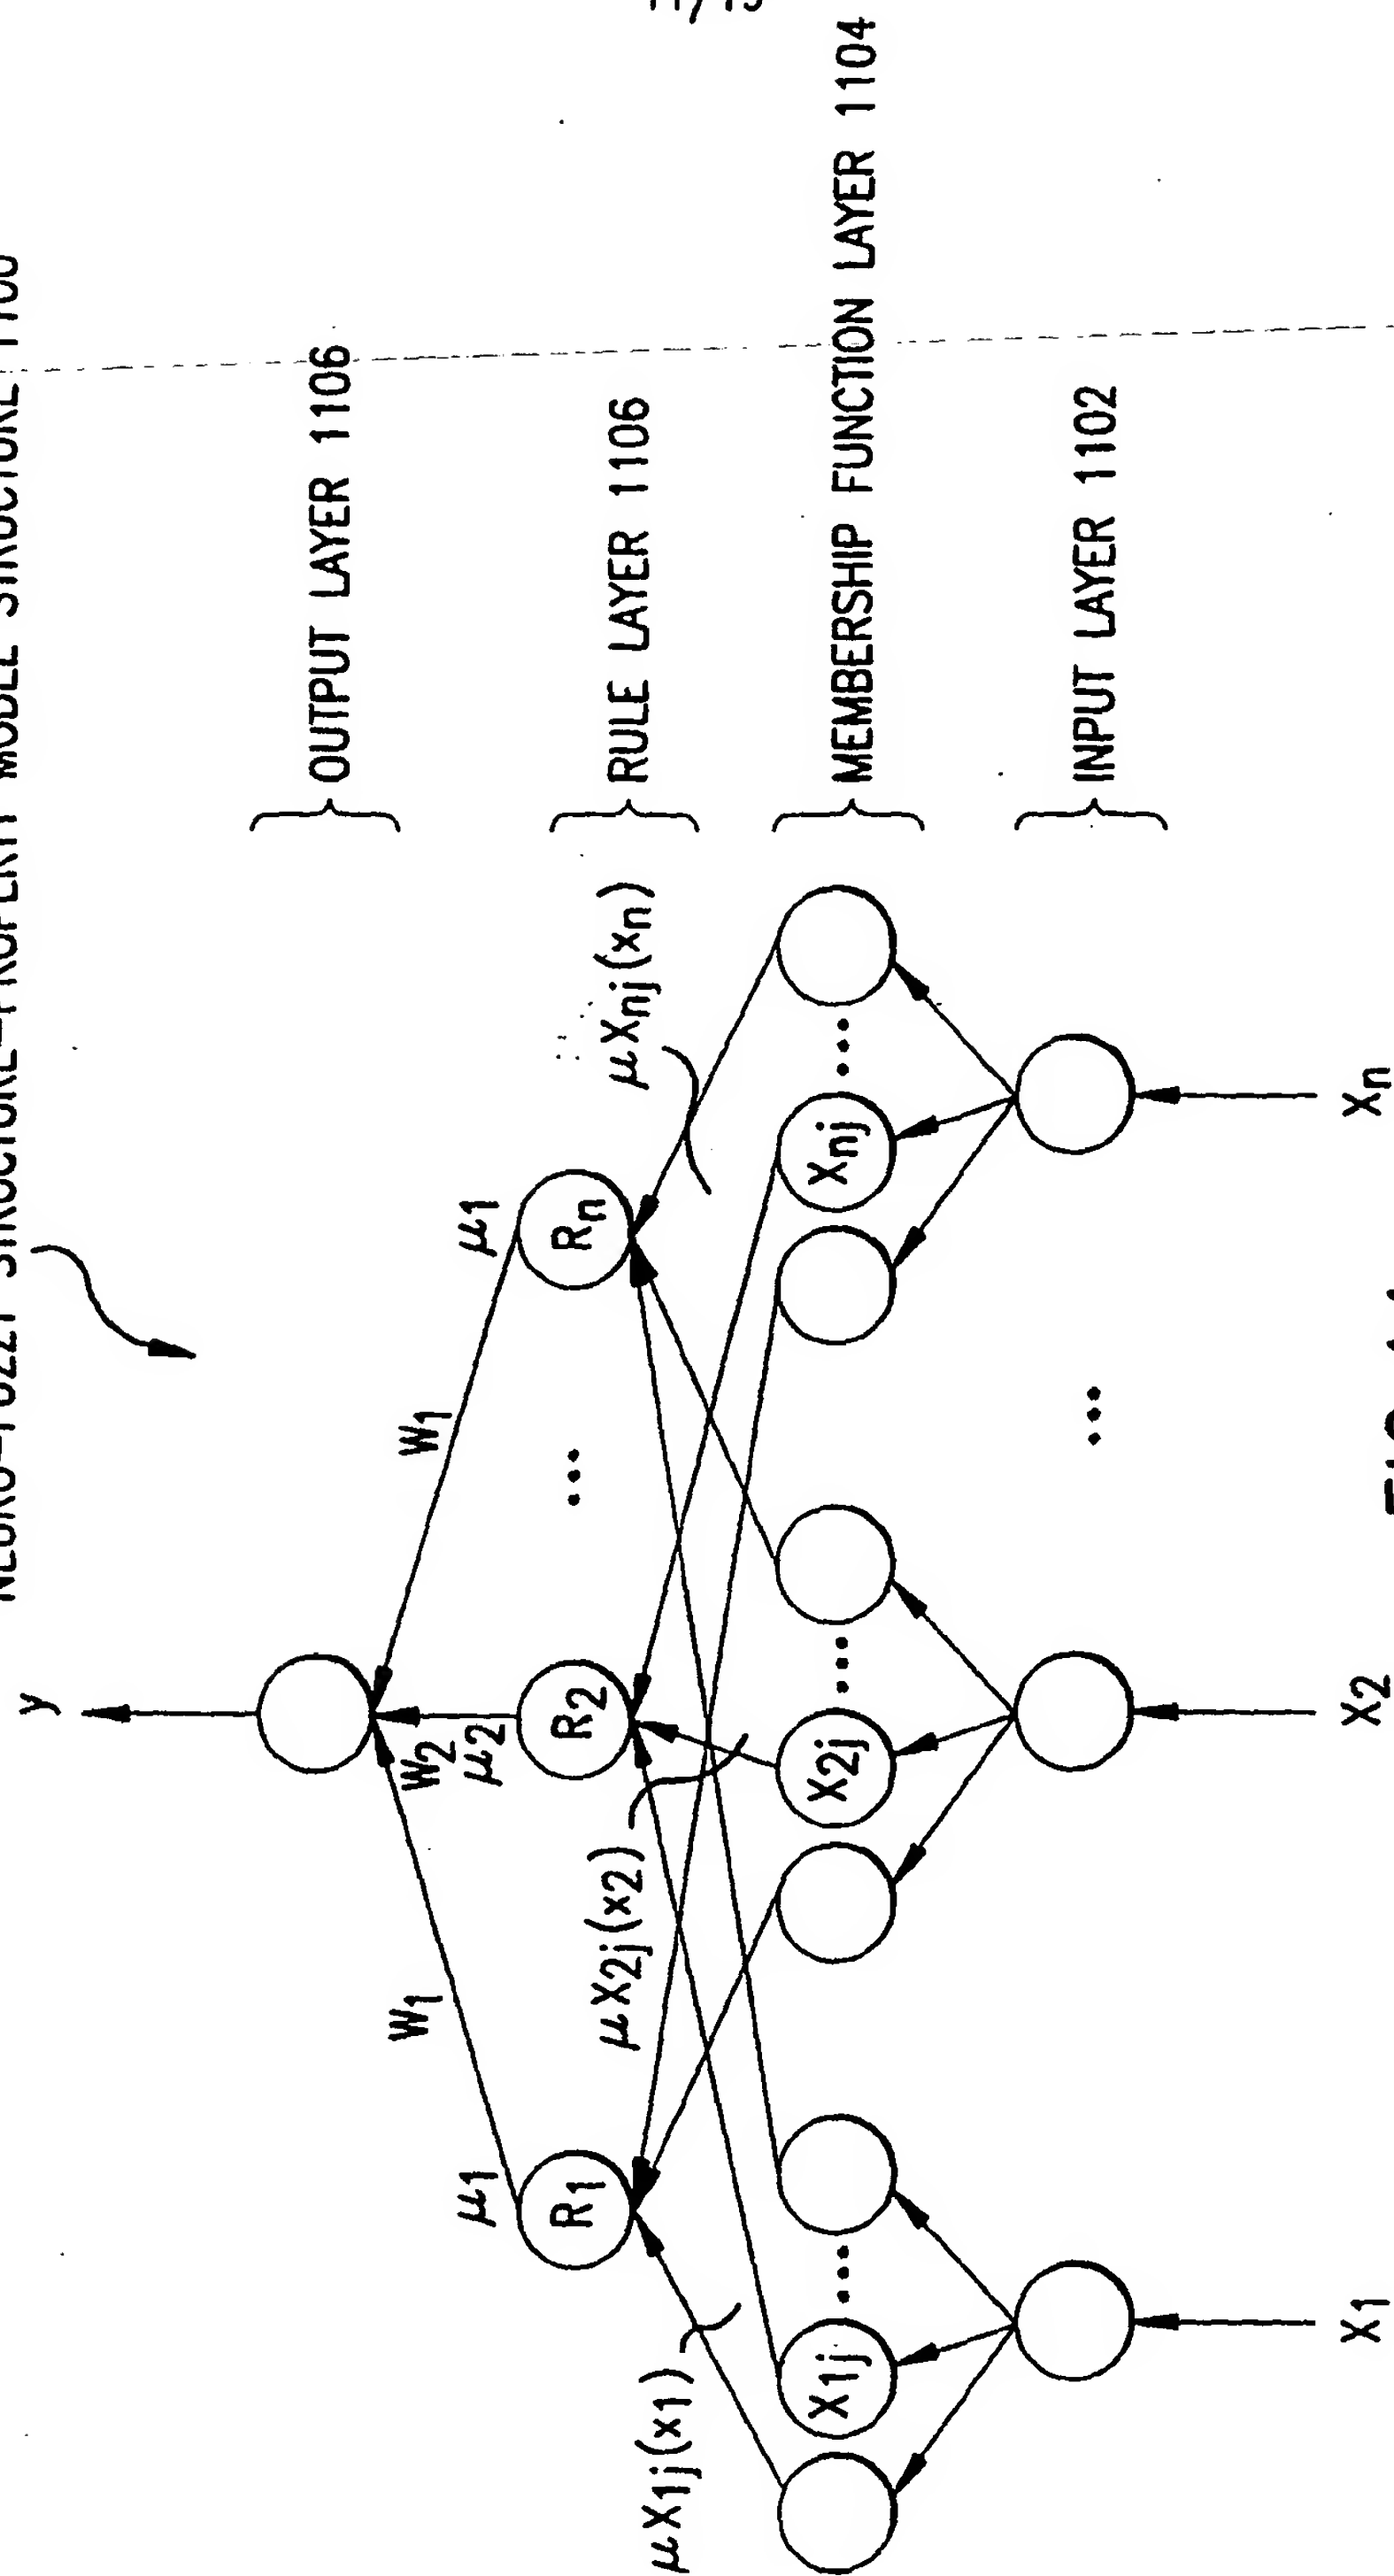 NEURO-FUZZY STRUCTURE-PROPERTY MODEL STRUCTURE 1100
y
OUTPUT LAYER 1106
W1 W2 W1
μ1 μ2 μ1
R1 R2 ... Rn
RULE LAYER 1106
μX1j(x1) μX2j(x2) μXnj(xn)
X1j .... X2j .... Xnj ....
MEMBERSHIP FUNCTION LAYER 1104
...
INPUT LAYER 1102
X1 X2 Xn